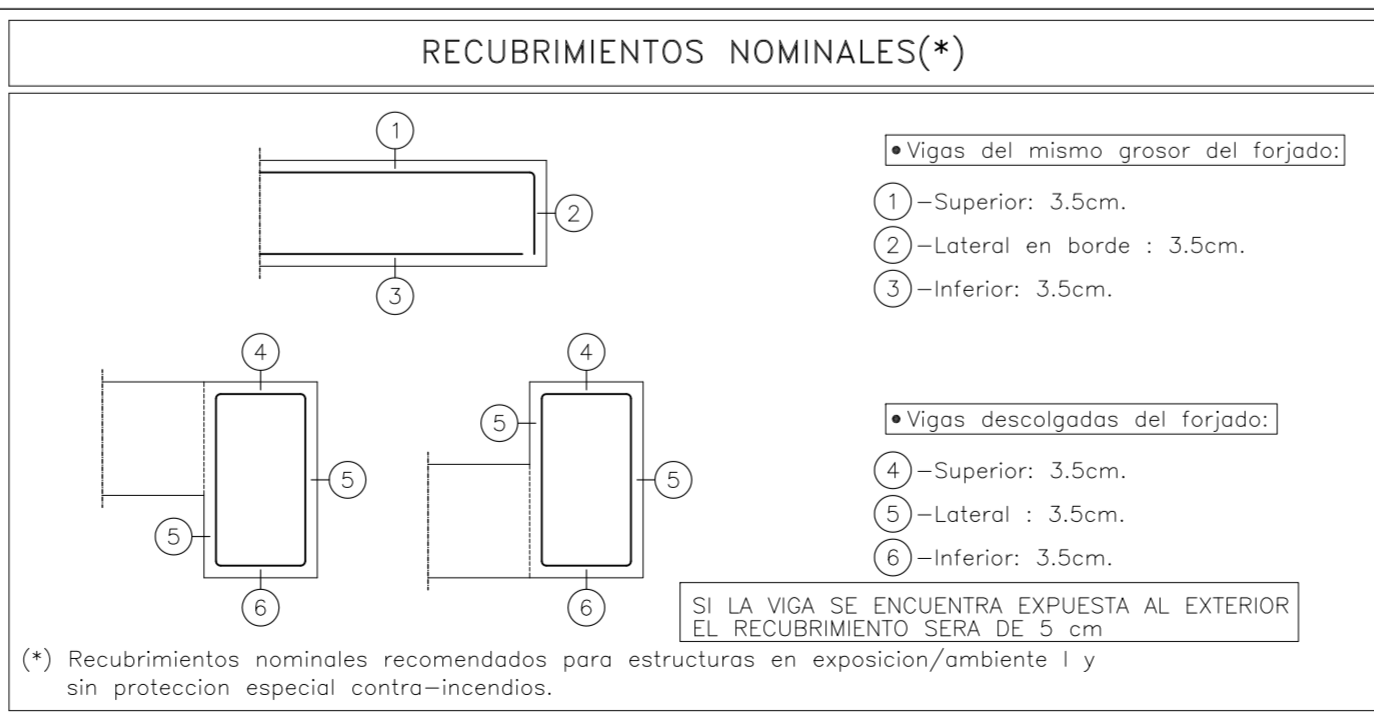 RECUBRIMIENTOS NOMINALES(*)
1
2
3
• Vigas del mismo grosor del forjado:
1 -Superior: 3.5cm.
2 -Lateral en borde : 3.5cm.
3 -Inferior: 3.5cm.
4
5
5
6
4
5
5
6
• Vigas descolgadas del forjado:
4 -Superior: 3.5cm.
5 -Lateral : 3.5cm.
6 -Inferior: 3.5cm.
SI LA VIGA SE ENCUENTRA EXPUESTA AL EXTERIOR
EL RECUBRIMIENTO SERA DE 5 cm
(*) Recubrimientos nominales recomendados para estructuras en exposicion/ambiente I y
sin proteccion especial contra-incendios.